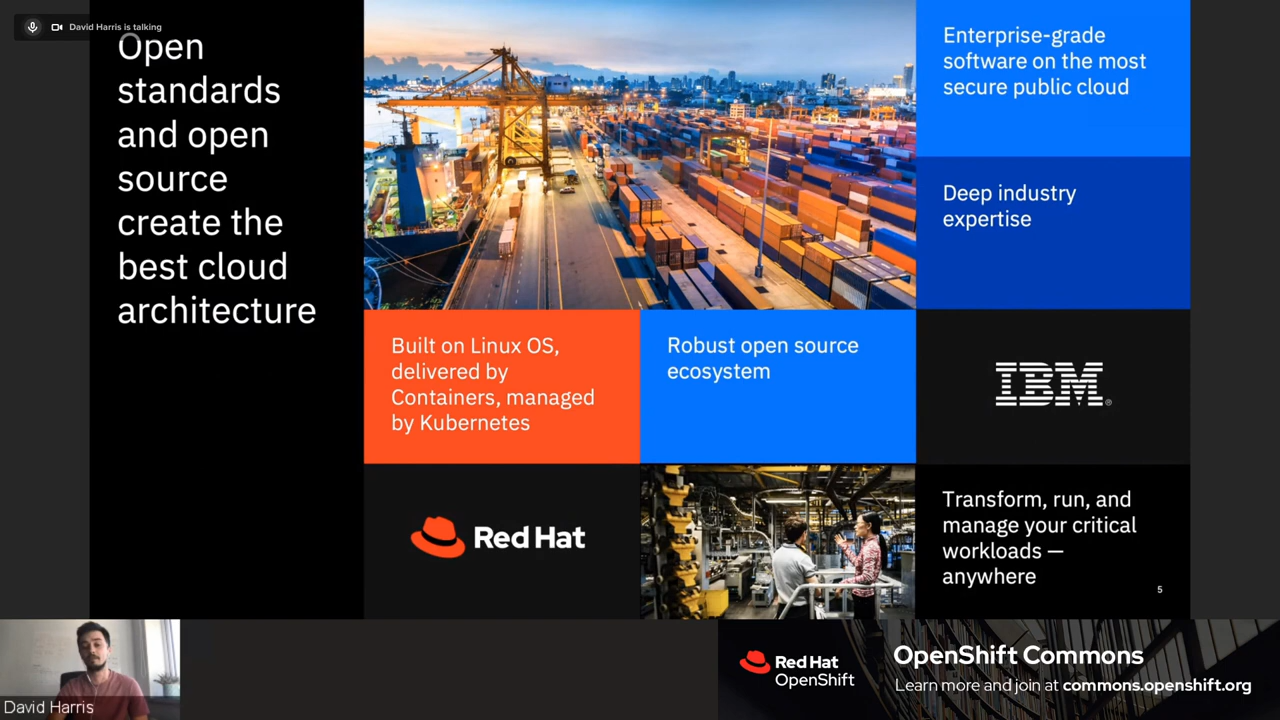 David Harris is talking
Open
standards
and open
source
create the
best cloud
architecture
Enterprise-grade
software on the most
secure public cloud
Deep industry
expertise
Built on Linux OS,
delivered by
Containers, managed
by Kubernetes
Robust open source
ecosystem
IBM®
Red Hat
Transform, run, and
manage your critical
workloads —
anywhere
5
David Harris
Red Hat
OpenShift
OpenShift Commons
Learn more and join at commons.openshift.org